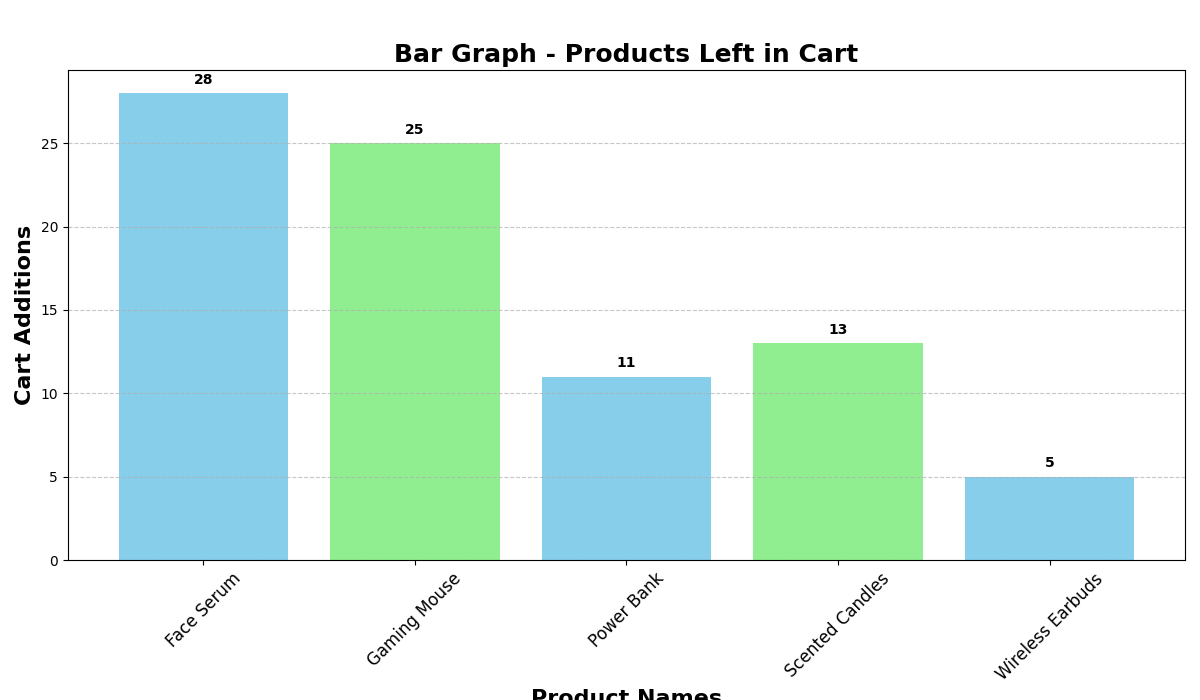 Bar Graph - Products Left in Cart
28
25
11
13
5
Cart Additions
25
20
15
10
5
0
Face Serum
Gaming Mouse
Power Bank
Scented Candles
Wireless Earbuds
Product Names